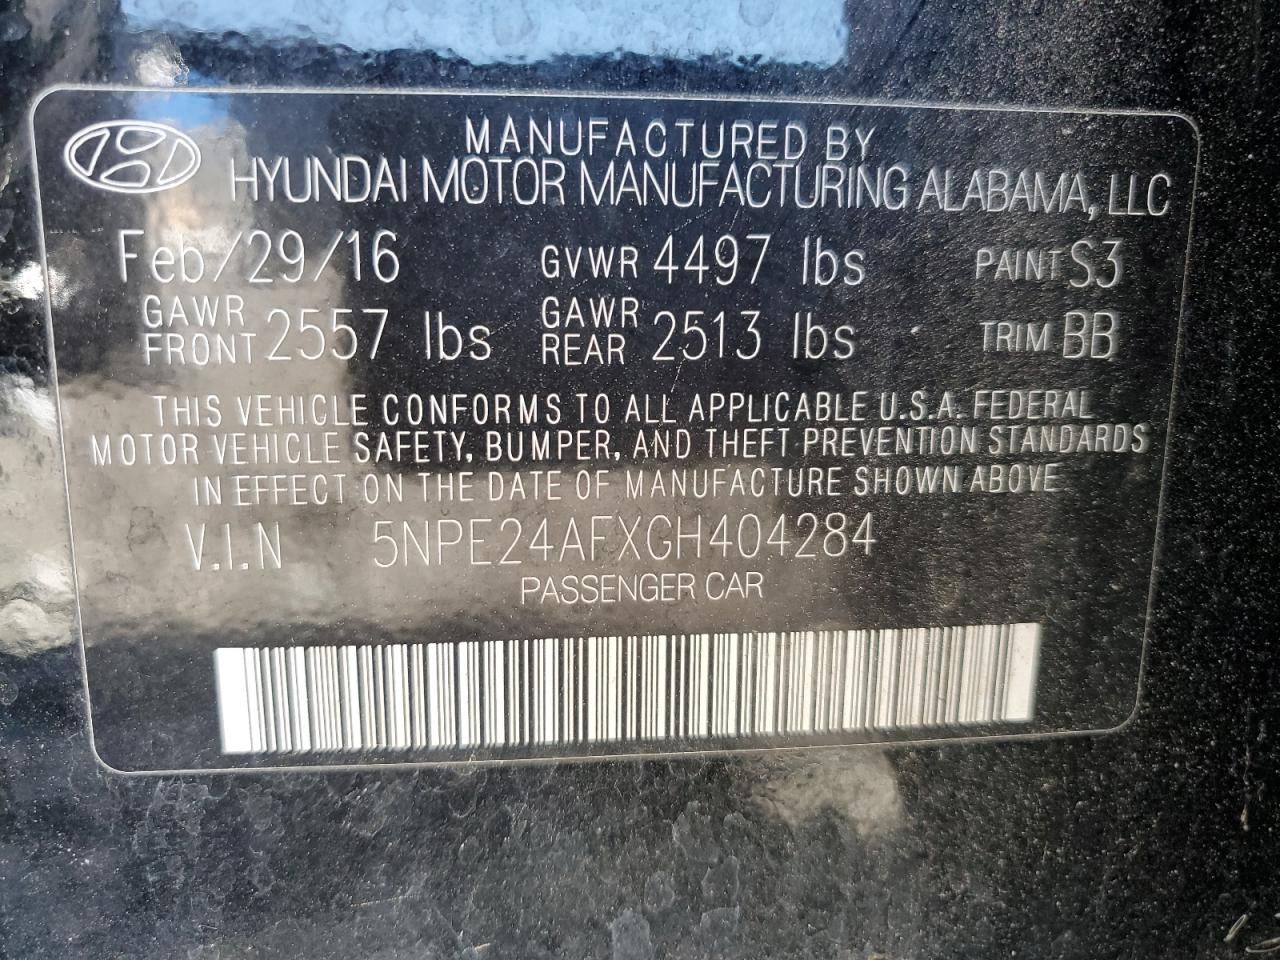 MANUFACTURED BY
HYUNDAI MOTOR MANUFACTURING ALABAMA, LLC
Feb/29/16 GVWR 4497 lbs PAINT S3
GAWR FRONT 2557 lbs GAWR REAR 2513 lbs TRIM BB
THIS VEHICLE CONFORMS TO ALL APPLICABLE U.S.A. FEDERAL
MOTOR VEHICLE SAFETY, BUMPER, AND THEFT PREVENTION STANDARDS
IN EFFECT ON THE DATE OF MANUFACTURE SHOWN ABOVE
V.I.N 5NPE24AFXGH404284
PASSENGER CAR